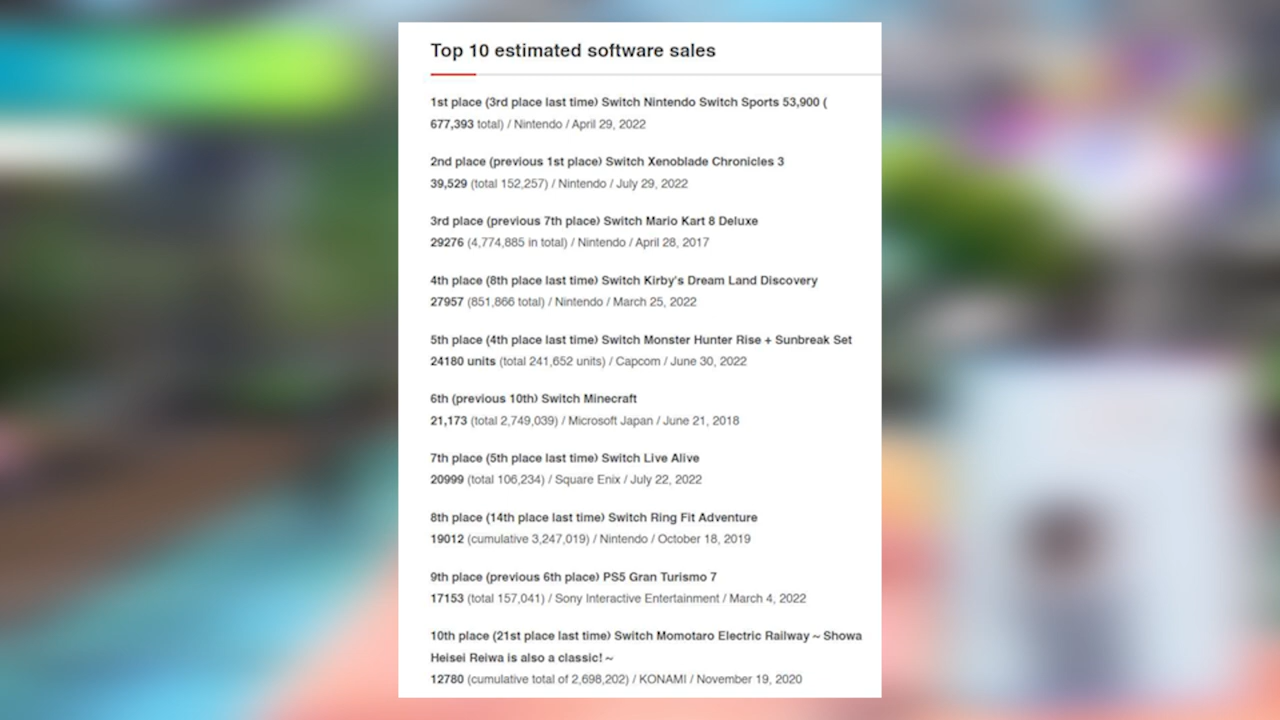 Top 10 estimated software sales
1st place (3rd place last time) Switch Nintendo Switch Sports 53,900 (
677,393 total) / Nintendo / April 29, 2022
2nd place (previous 1st place) Switch Xenoblade Chronicles 3
39,529 (total 152,257) / Nintendo / July 29, 2022
3rd place (previous 7th place) Switch Mario Kart 8 Deluxe
29276 (4,774,885 in total) / Nintendo / April 28, 2017
4th place (8th place last time) Switch Kirby's Dream Land Discovery
27957 (851,866 total) / Nintendo / March 25, 2022
5th place (4th place last time) Switch Monster Hunter Rise + Sunbreak Set
24180 units (total 241,652 units) / Capcom / June 30, 2022
6th (previous 10th) Switch Minecraft
21,173 (total 2,749,039) / Microsoft Japan / June 21, 2018
7th place (5th place last time) Switch Live Alive
20999 (total 106,234) / Square Enix / July 22, 2022
8th place (14th place last time) Switch Ring Fit Adventure
19012 (cumulative 3,247,019) / Nintendo / October 18, 2019
9th place (previous 6th place) PS5 Gran Turismo 7
17153 (total 157,041) / Sony Interactive Entertainment / March 4, 2022
10th place (21st place last time) Switch Momotaro Electric Railway ~ Showa
Heisei Reiwa is also a classic! ~
12780 (cumulative total of 2,698,202) / KONAMI / November 19, 2020